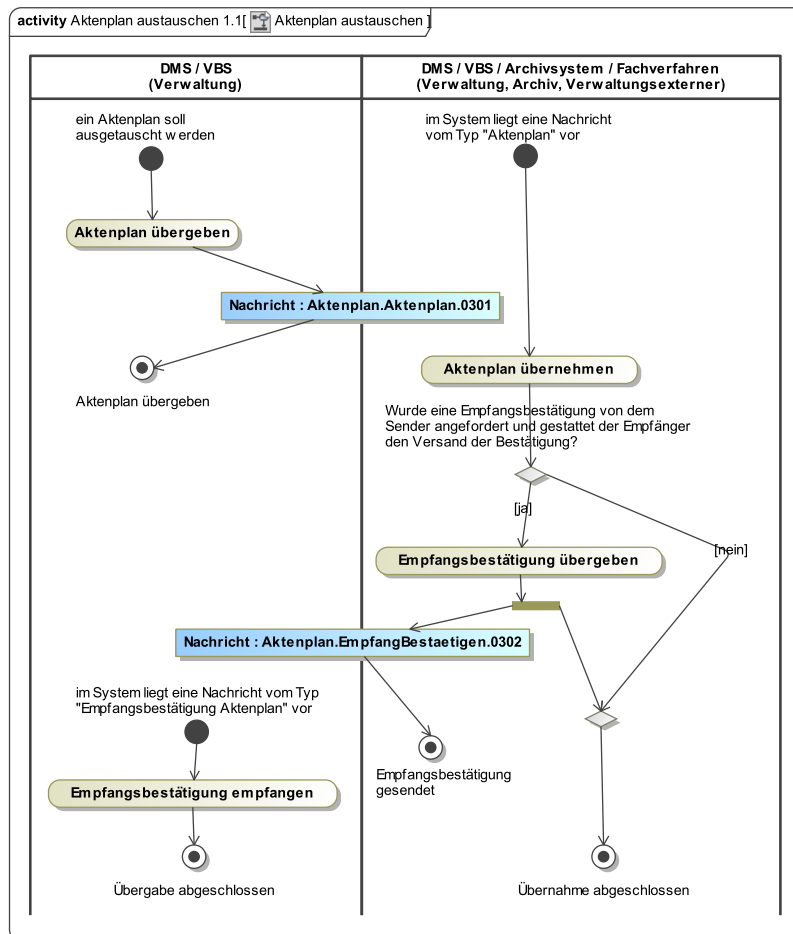 activity Aktenplan austauschen 1.1[ Aktenplan austauschen ]
DMS / VBS
(Verwaltung)
DMS / VBS / Archivsystem / Fachverfahren
(Verwaltung, Archiv, Verwaltungsexterner)
ein Aktenplan soll
ausgetauscht werden
im System liegt eine Nachricht
vom Typ "Aktenplan" vor
Aktenplan übergeben
Nachricht : Aktenplan.Aktenplan.0301
Aktenplan übernehmen
Aktenplan übergeben
Wurde eine Empfangsbestätigung von dem
Sender angefordert und gestattet der Empfänger
den Versand der Bestätigung?
[ja]
[nein]
Empfangsbestätigung übergeben
Nachricht : Aktenplan.EmpfangBestaetigen.0302
im System liegt eine Nachricht vom Typ
"Empfangsbestätigung Aktenplan" vor
Empfangsbestätigung
gesendet
Empfangsbestätigung empfangen
Übergabe abgeschlossen
Übernahme abgeschlossen